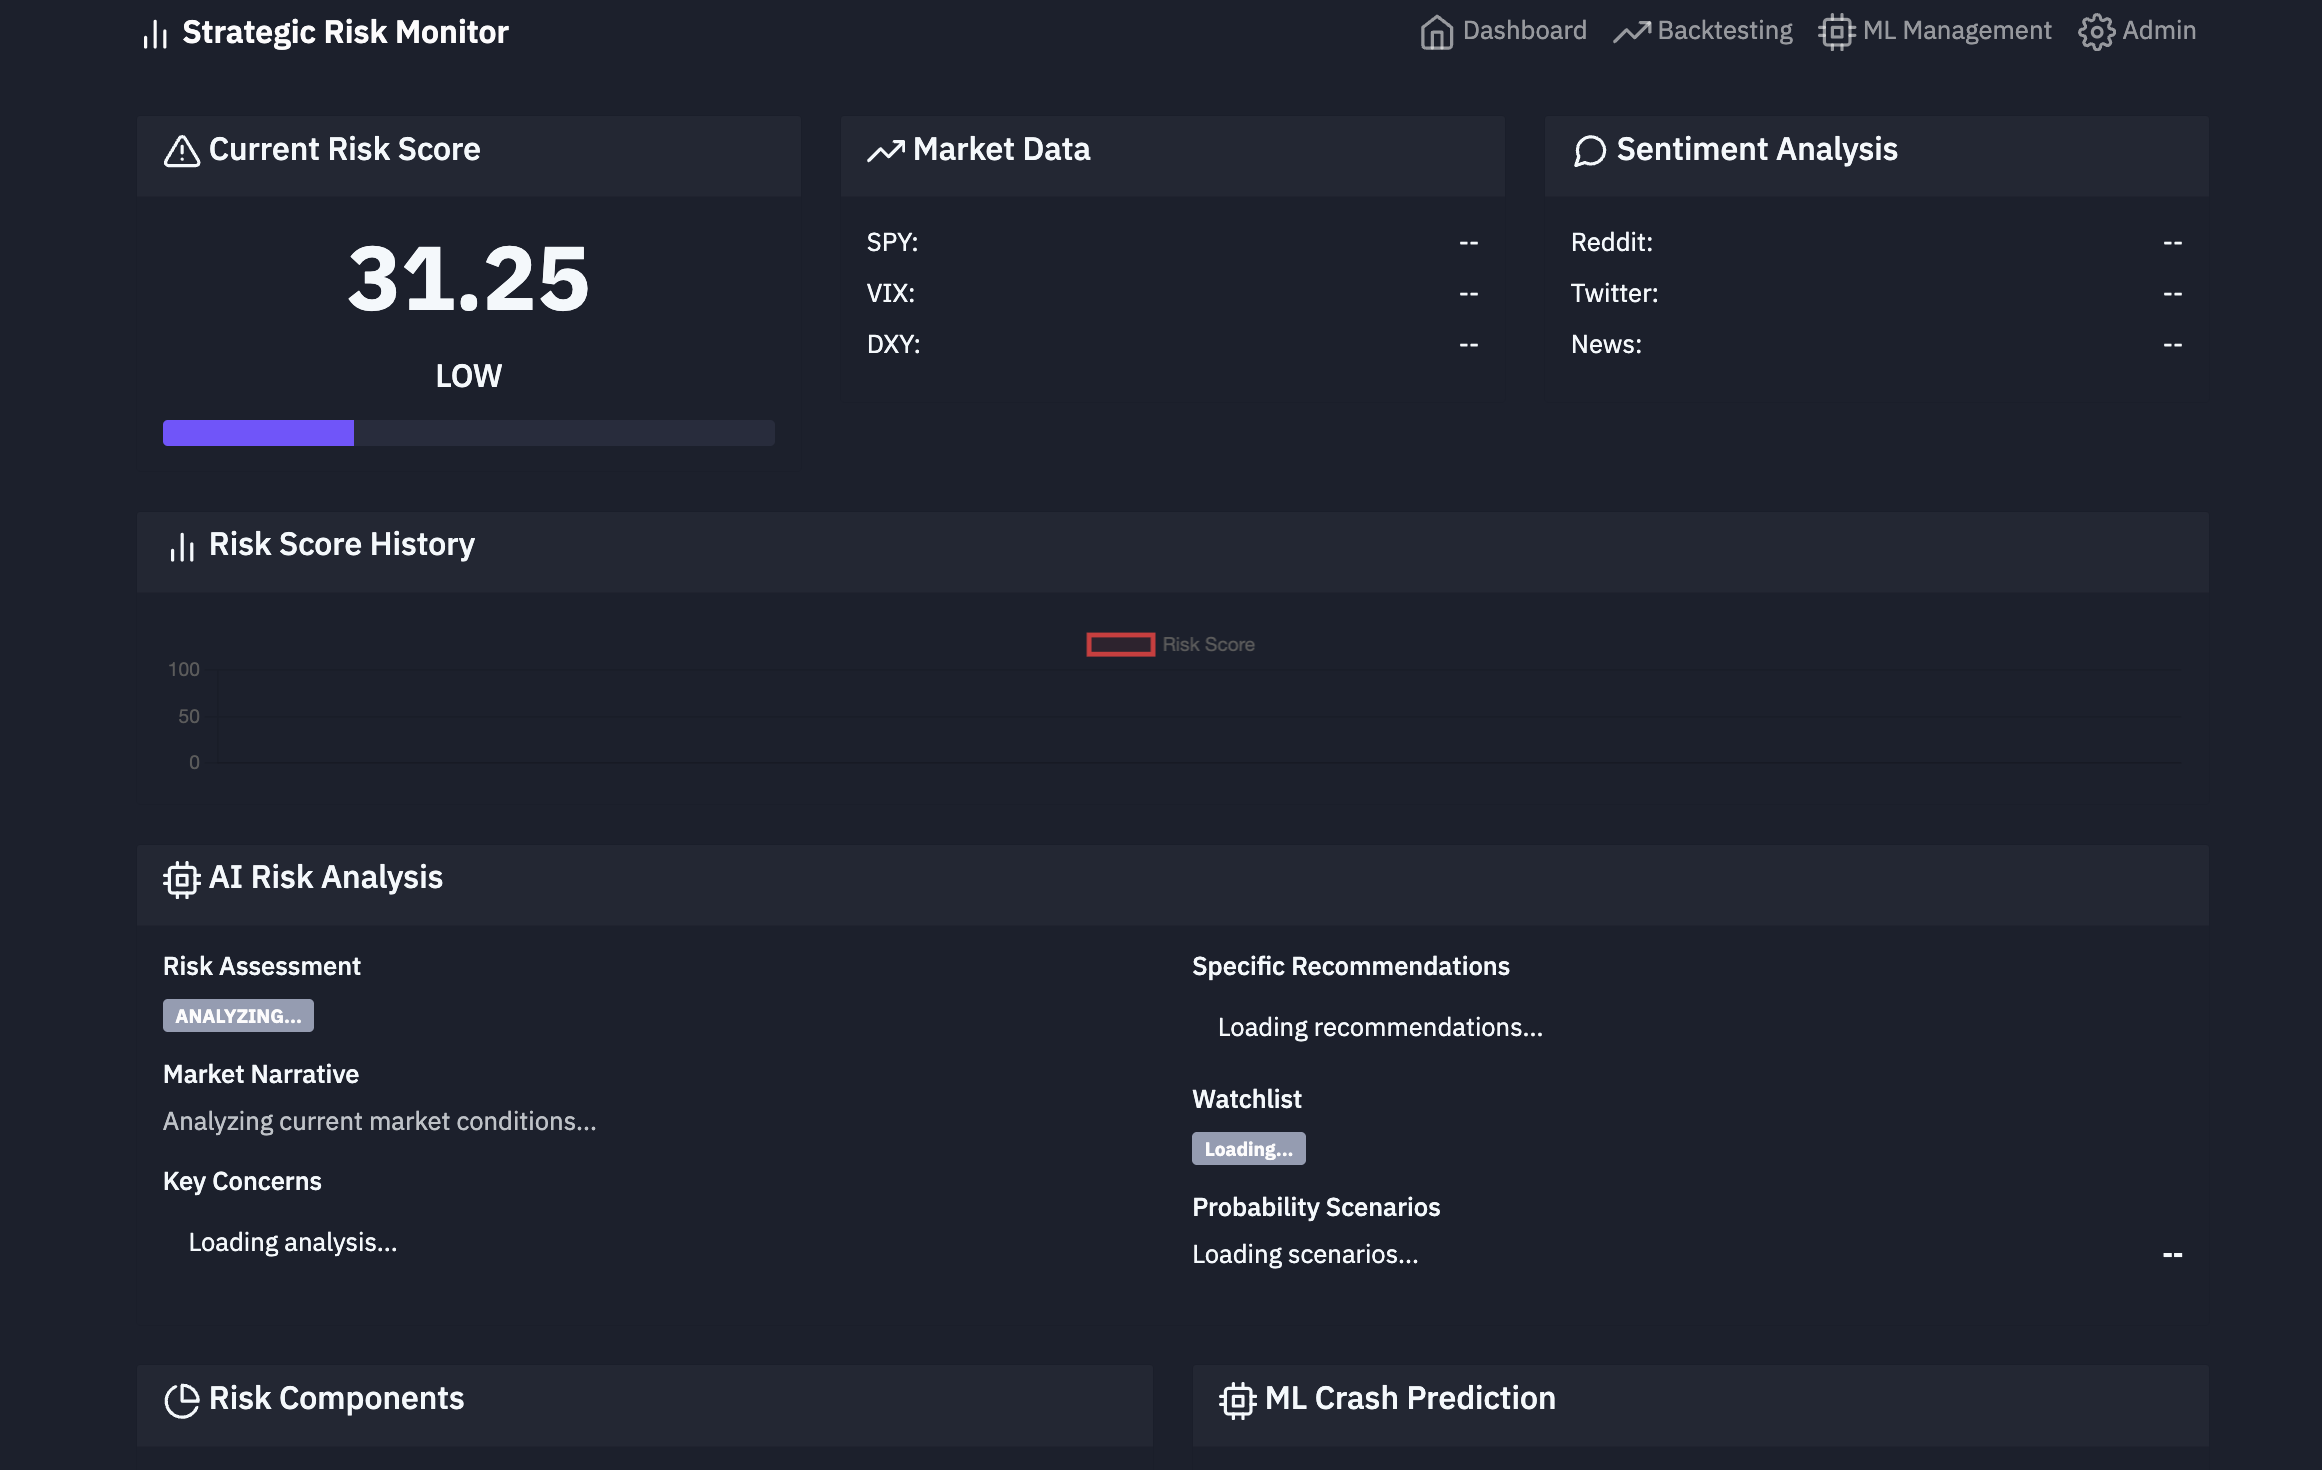 Strategic Risk Monitor
Dashboard
Backtesting
ML Management
Admin
Current Risk Score
31.25
LOW
Market Data
SPY: --
VIX: --
DXY: --
Sentiment Analysis
Reddit: --
Twitter: --
News: --
Risk Score History
Risk Score
100
50
0
AI Risk Analysis
Risk Assessment
ANALYZING...
Market Narrative
Analyzing current market conditions...
Key Concerns
Loading analysis...
Specific Recommendations
Loading recommendations...
Watchlist
Loading...
Probability Scenarios
Loading scenarios... --
Risk Components
ML Crash Prediction